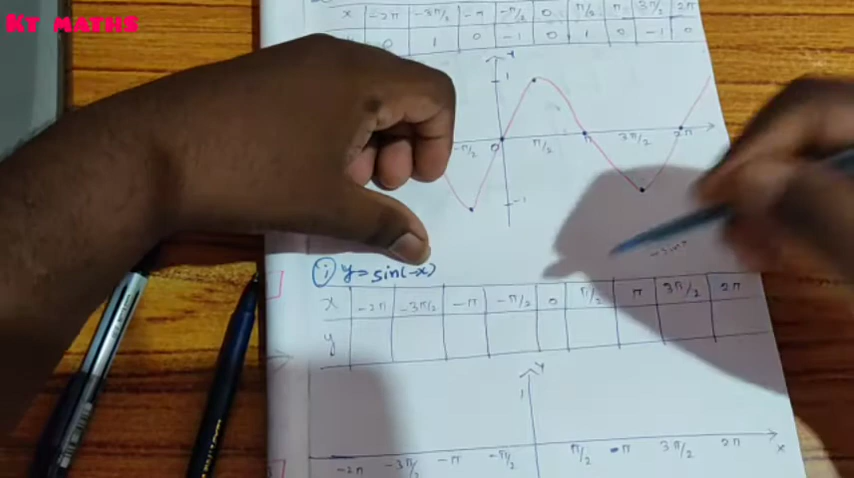 KT MATHS
x -2π -3π/2 -π -π/2 0 π/2 π 3π/2 2π
0 1 0 -1 0 1 0 -1 0
y
1
-π/2 0 π/2 π 3π/2 2π
-1
i y = sin(-x)
x -2π -3π/2 -π -π/2 0 π/2 π 3π/2 2π
y
y
1
-2π -3π/2 -π -π/2 π/2 π 3π/2 2π x